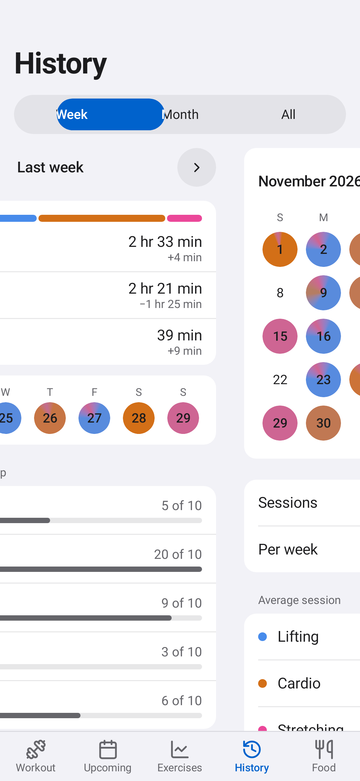 History
Week
Month
All
Last week
2 hr 33 min
+4 min
2 hr 21 min
−1 hr 25 min
39 min
+9 min
W T F S S
25 26 27 28 29
p
5 of 10
20 of 10
9 of 10
3 of 10
6 of 10
November 2026
S M
1 2
8 9
15 16
22 23
29 30
Sessions
Per week
Average session
Lifting
Cardio
Stretching
Workout
Upcoming
Exercises
History
Food